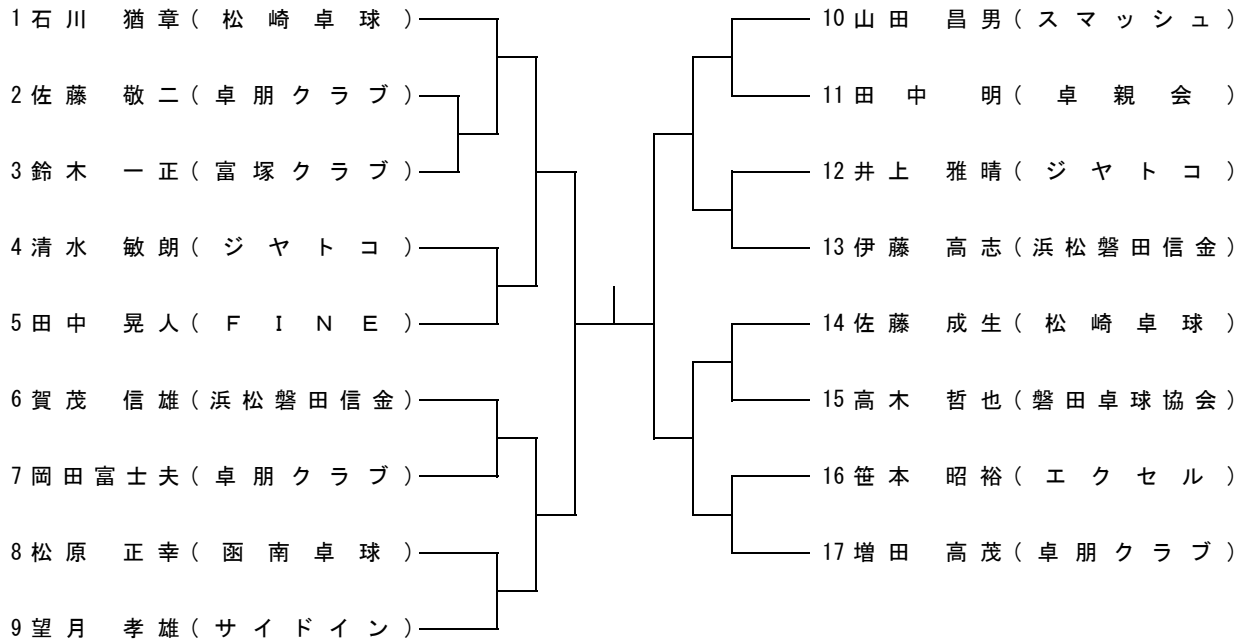 1 石川 猶章 ( 松崎卓球 )
2 佐藤 敬二 ( 卓朋クラブ )
3 鈴木 一正 ( 富塚クラブ )
4 清水 敏朗 ( ジヤトコ )
5 田中 晃人 ( FINE )
6 賀茂 信雄 ( 浜松磐田信金 )
7 岡田富士夫 ( 卓朋クラブ )
8 松原 正幸 ( 函南卓球 )
9 望月 孝雄 ( サイドイン )
10 山田 昌男 ( スマッシュ )
11 田中 明 ( 卓親会 )
12 井上 雅晴 ( ジヤトコ )
13 伊藤 高志 ( 浜松磐田信金 )
14 佐藤 成生 ( 松崎卓球 )
15 高木 哲也 ( 磐田卓球協会 )
16 笹本 昭裕 ( エクセル )
17 増田 高茂 ( 卓朋クラブ )